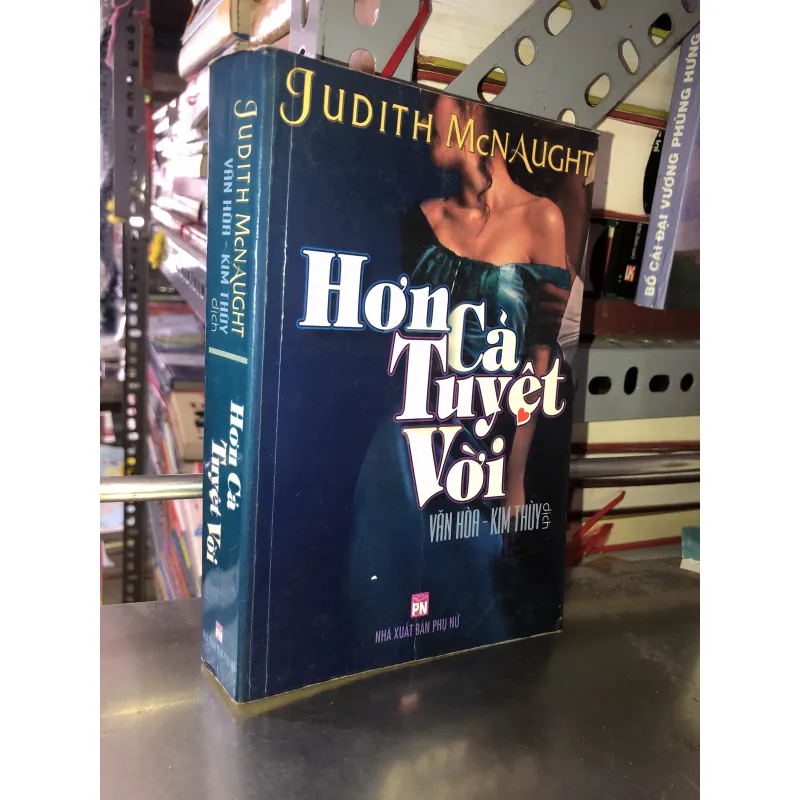 JUDITH McNAUGHT
Hơn Cả
Tuyệt
Vời
VĂN HÒA - KIM THÙY dịch
PN
NHÀ XUẤT BẢN PHỤ NỮ
JUDITH McNAUGHT
VĂN HÒA - KIM THÙY
dịch
Hơn Cả
Tuyệt Vời
BỐ CÁI ĐẠI VƯƠNG PHÙNG HƯNG